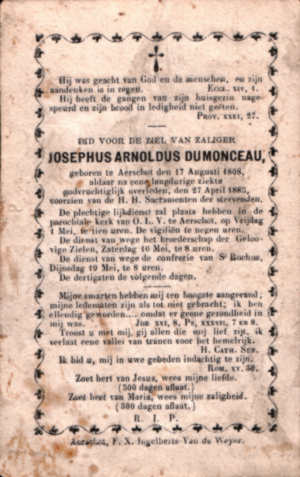 Hij was geacht van God en de menschen, en zijn
aandenken is in zegen. Eccl. xlv, 1.
Hij heeft de gangen van zijn huisgezin nage-
speurd en zijn brood in ledigheid niet geëten.
Prov. xxxi, 27.
BID VOOR DE ZIEL VAN ZALIGER
JOSEPHUS ARNOLDUS DUMONCEAU,
geboren te Aerschot den 17 Augusti 1808,
aldaar na eene langdurige ziekte
godvruchtiglijk overleden, den 27 April 1885,
voorzien van de H. H. Sacramenten der stervenden.
De plechtige lijkdienst zal plaats hebben in de
parochiale kerk van O. L. V. te Aerschot, op Vrijdag
1 Mei, te tien uren. De vigiliën te negen uren.
De dienst van wege het broederschap der Geloo-
vige Zielen, Zaterdag 16 Mei, te 8 uren.
De dienst van wege de confrerie van St Rochus,
Dijnsdag 19 Mei, te 8 uren.
De dertigsten de volgende dagen.
Mijne smarten hebben mij ten hoogste aangerand;
mijne ledematen zijn als tot niet gebracht; ik ben
ellendig geworden.... omdat er geene gezondheid in
mij was. Job xvi, 8, Ps. xxxvii, 7 en 8.
Troost u met mij, gij allen die mij lief zijt, ik
verlaat eene vallei van tranen voor het hemelrijk.
H. Cath. Sen.
Ik bid u, mij in uwe gebeden indachtig te zijn.
Rom. xv. 30.
Zoet hert van Jesus, wees mijne liefde.
(300 dagen aflaat.)
Zoet hert van Maria, wees mijne zaligheid.
(300 dagen aflaat.)
R. I. P.
Aerschot, F. X. Ingelberts-Van de Weyer.